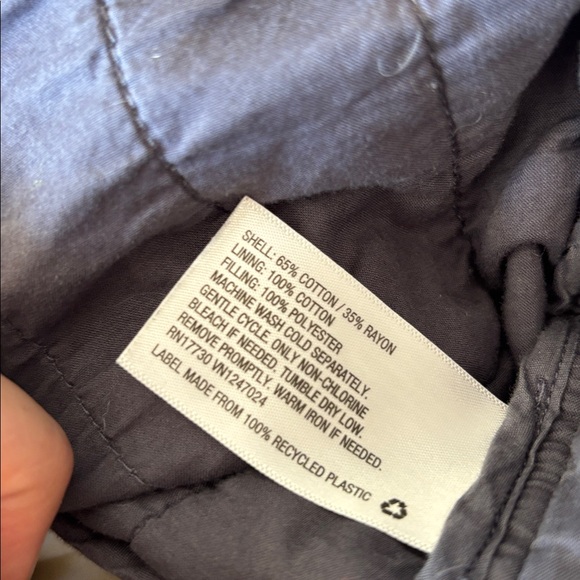 SHELL: 65% COTTON / 35% RAYON
LINING: 100% COTTON
FILLING: 100% POLYESTER
MACHINE WASH COLD SEPARATELY.
GENTLE CYCLE. ONLY NON-CHLORINE
BLEACH IF NEEDED. TUMBLE DRY LOW.
REMOVE PROMPTLY. WARM IRON IF NEEDED.
RN17730 VN1247024
LABEL MADE FROM 100% RECYCLED PLASTIC